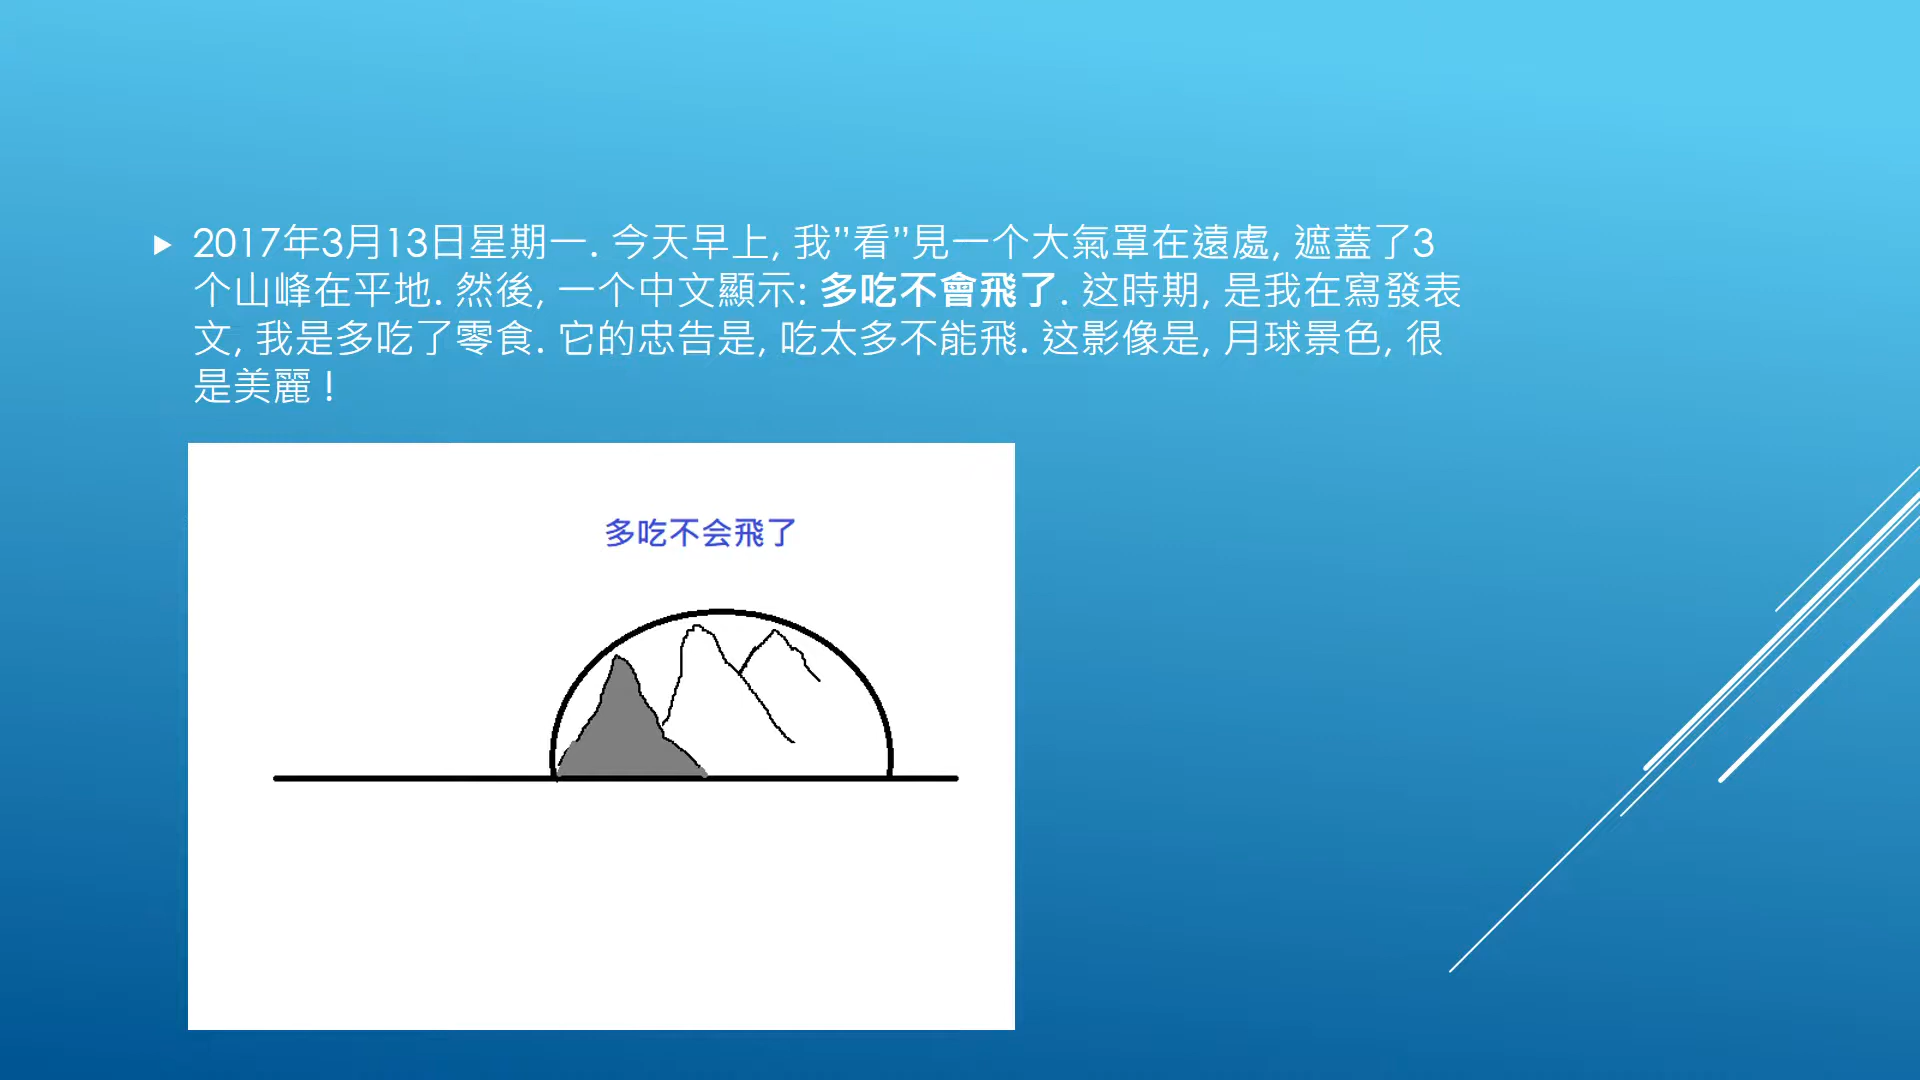 2017年3月13日星期一. 今天早上, 我”看”見一个大氣罩在遠處, 遮蓋了3
个山峰在平地. 然後, 一个中文顯示: 多吃不會飛了. 这時期, 是我在寫發表
文, 我是多吃了零食. 它的忠告是, 吃太多不能飛. 这影像是, 月球景色, 很
是美麗 !
多吃不会飛了